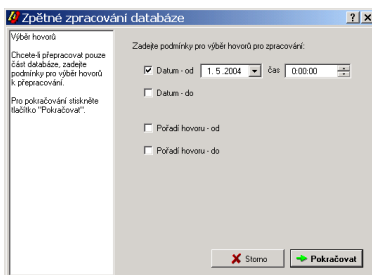 Zpětné zpracování databáze
Výběr hovorů
Chcete-li přepracovat pouze
část databáze, zadejte
podmínky pro výběr hovorů
k přepracování.
Pro pokračování stiskněte
tlačítko "Pokračovat".
Zadejte podmínky pro výběr hovorů pro zpracování:
Datum - od 1. 5. 2004 čas 0:00:00
Datum - do
Pořadí hovoru - od
Pořadí hovoru - do
Storno Pokračovat